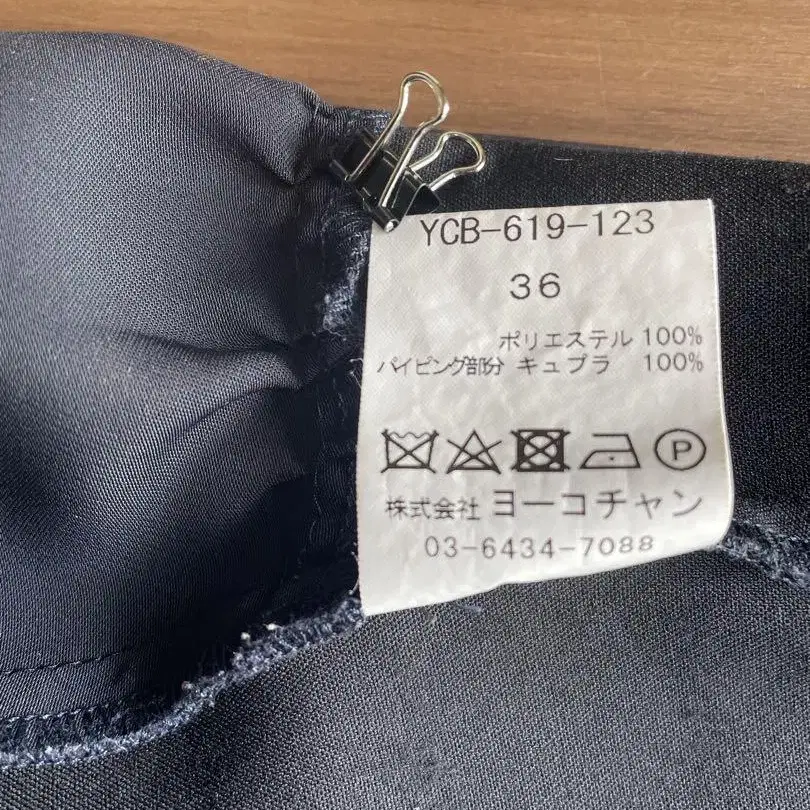 YCB-619-123
36
ポリエステル 100%
パイピング部分 キュプラ 100%
P
株式会社 ヨーコチャン
03-6434-7088